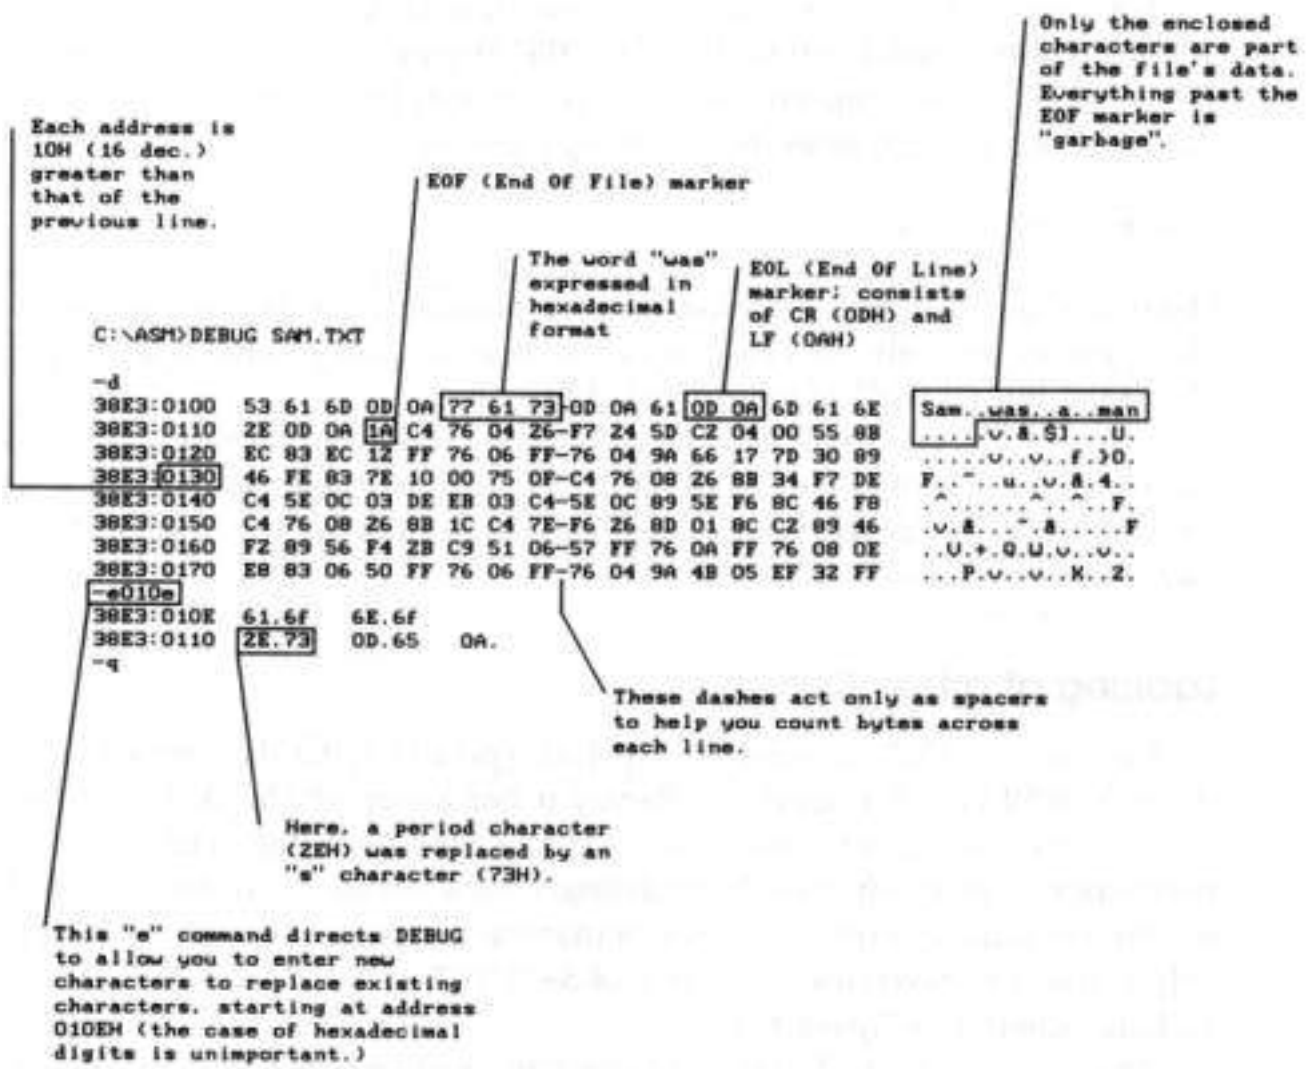 Only the enclosed
characters are part
of the file's data.
Everything past the
EOF marker is
"garbage".
Each address is
10H (16 dec.)
greater than
that of the
previous line.
EOF (End Of File) marker
The word "was"
expressed in
hexadecimal
format
EOL (End Of Line)
marker; consists
of CR (0DH) and
LF (0AH)
C:\ASM>DEBUG SAM.TXT
-d
38E3:0100 53 61 6D 0D 0A 77 61 73-0D 0A 61 0D 0A 6D 61 6E Sam..was..a..man
38E3:0110 2E 0D 0A 1A C4 76 04 26-F7 24 5D C2 04 00 55 8B .....v.&.$]...U.
38E3:0120 EC 83 EC 12 FF 76 06 FF-76 04 9A 66 17 7D 30 89 .....v..v..f.}0.
38E3:0130 46 FE 83 7E 10 00 75 0F-C4 76 08 26 8B 34 F7 DE F..~..u..v.&.4..
38E3:0140 C4 5E 0C 03 DE EB 03 C4-5E 0C 89 5E F6 8C 46 F8 .^......^..^..F.
38E3:0150 C4 76 08 26 8B 1C C4 7E-F6 26 8D 01 8C C2 89 46 .v.&...~.&.....F
38E3:0160 F2 89 56 F4 2B C9 51 06-57 FF 76 0A FF 76 08 0E ..V.+.Q.W.v..v..
38E3:0170 E8 83 06 50 FF 76 06 FF-76 04 9A 4B 05 EF 32 FF ...P.v..v..K..2.
-e010e
38E3:010E 61.6f 6E.6f
38E3:0110 2E.73 0D.65 0A.
-q
These dashes act only as spacers
to help you count bytes across
each line.
Here, a period character
(2EH) was replaced by an
"s" character (73H).
This "e" command directs DEBUG
to allow you to enter new
characters to replace existing
characters, starting at address
010EH (the case of hexadecimal
digits is unimportant.)